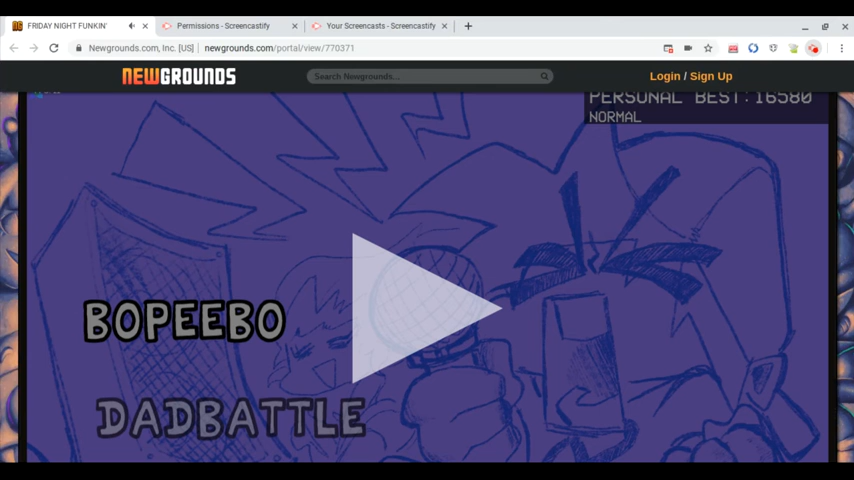 FRIDAY NIGHT FUNKIN'
Permissions - Screencastify
Your Screencasts - Screencastify
Newgrounds.com, Inc. [US]
newgrounds.com/portal/view/770371
NEWGROUNDS
Search Newgrounds...
Login / Sign Up
PERSONAL BEST:16580
NORMAL
BOPEEBO
DADBATTLE